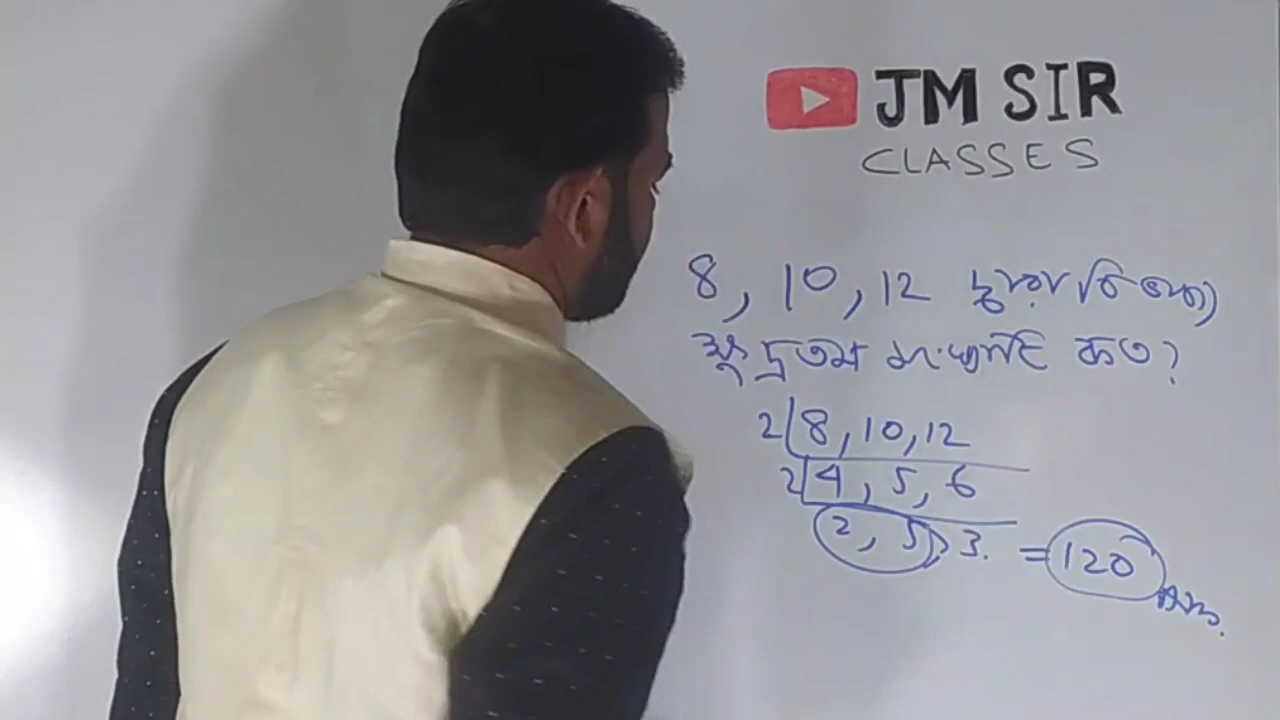 JM SIR
CLASSES
8, 10, 12 দ্বারা বিভাজ্য
ক্ষুদ্রতম সংখ্যাটি কত?
2 8, 10, 12
2 4, 5, 6
2, 5, 3. = 120 Ans.